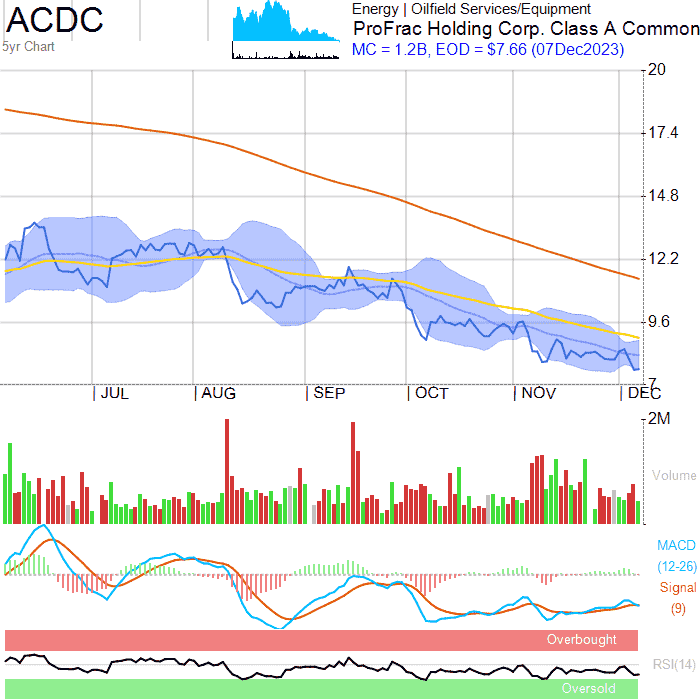 ACDC
5yr Chart
Energy | Oilfield Services/Equipment
ProFrac Holding Corp. Class A Common
MC = 1.2B, EOD = $7.66 (07Dec2023)
20
17.4
14.8
12.2
9.6
7
JUL
AUG
SEP
OCT
NOV
DEC
2M
Volume
MACD
(12-26)
Signal
(9)
Overbought
RSI(14)
Oversold